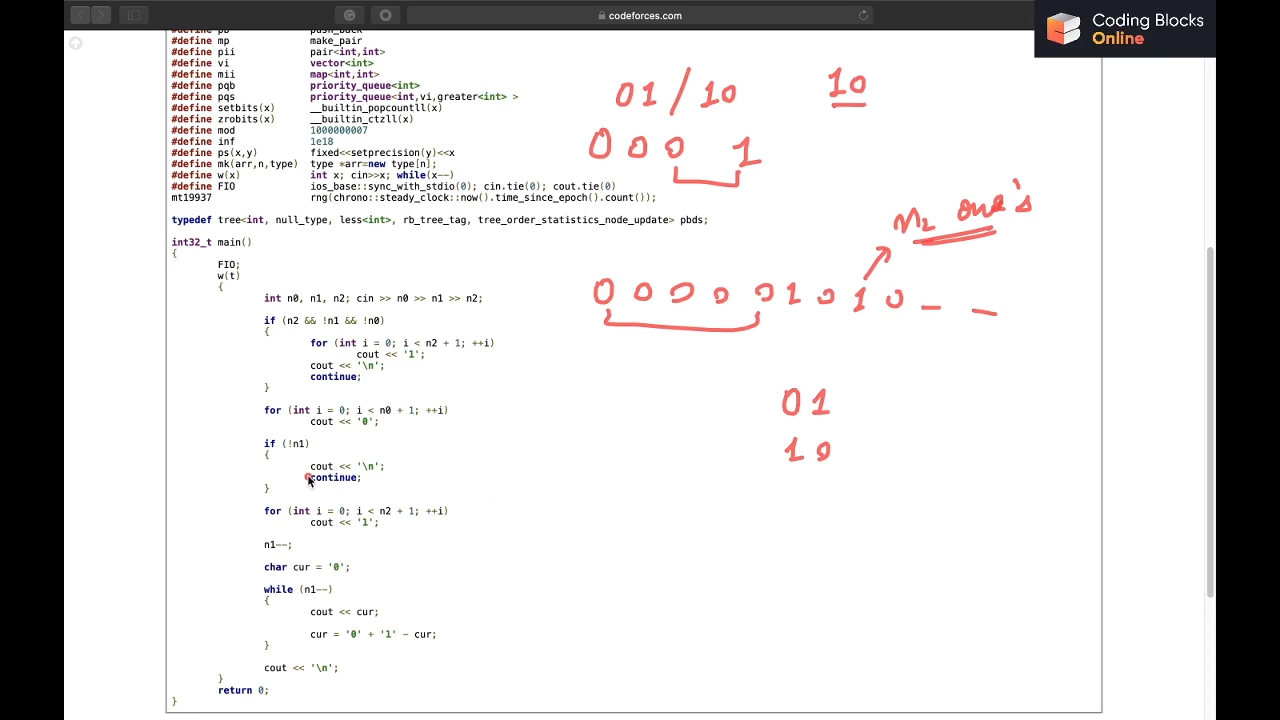 codeforces.com
Coding Blocks
Online
#define pb push_back
#define mp make_pair
#define pii pair<int,int>
#define vi vector<int>
#define mii map<int,int>
#define pqb priority_queue<int>
#define pqs priority_queue<int,vi,greater<int> >
#define setbits(x) __builtin_popcountll(x)
#define zrobits(x) __builtin_ctzll(x)
#define mod 1000000007
#define inf 1e18
#define ps(x,y) fixed<<setprecision(y)<<x
#define mk(arr,n,type) type *arr=new type[n];
#define w(x) int x; cin>>x; while(x--)
#define FIO ios_base::sync_with_stdio(0); cin.tie(0); cout.tie(0)
mt19937 rng(chrono::steady_clock::now().time_since_epoch().count());
typedef tree<int, null_type, less<int>, rb_tree_tag, tree_order_statistics_node_update> pbds;
int32_t main()
{
FIO;
w(t)
{
int n0, n1, n2; cin >> n0 >> n1 >> n2;
if (n2 && !n1 && !n0)
{
for (int i = 0; i < n2 + 1; ++i)
cout << '1';
cout << '\n';
continue;
}
for (int i = 0; i < n0 + 1; ++i)
cout << '0';
if (!n1)
{
cout << '\n';
continue;
}
for (int i = 0; i < n2 + 1; ++i)
cout << '1';
n1--;
char cur = '0';
while (n1--)
{
cout << cur;
cur = '0' + '1' - cur;
}
cout << '\n';
}
return 0;
}
01 / 10 10
0 0 0 1
n2 one's
0 0 0 0 0 1 0 1 0 _ _
0 1
1 0